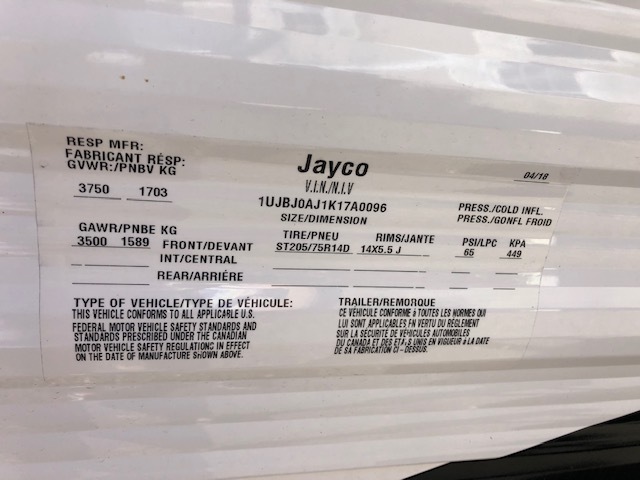 RESP MFR:
FABRICANT RÉSP:
GVWR:/PNBV KG
3750 1703
Jayco
04/18
V.I.N./N.I.V
1UJBJ0AJ1K17A0096
SIZE/DIMENSION
PRESS./COLD INFL.
PRESS./GONFL FROID
GAWR/PNBE KG TIRE/PNEU RIMS/JANTE PSI/LPC KPA
3500 1589 FRONT/DEVANT ST205/75R14D 14X5.5 J 65 449
INT/CENTRAL
REAR/ARRIÉRE
TYPE OF VEHICLE/TYPE DE VÉHICULE:
THIS VEHICLE CONFORMS TO ALL APPLICABLE U.S.
FEDERAL MOTOR VEHICLE SAFETY STANDARDS AND
STANDARDS PRESCRIBED UNDER THE CANADIAN
MOTOR VEHICLE SAFETY REGULATIONS IN EFFECT
ON THE DATE OF MANUFACTURE SHOWN ABOVE.
TRAILER/REMORQUE
CE VÉHICULE CONFORME À TOUTES LES NORMES QUI
LUI SONT APPLICABLES EN VERTU DU RÈGLEMENT
SUR LA SÉCURITÉ DE VÉHICULES AUTOMOBILES
DU CANADA ET DES ETATS UNIS EN VIGUEUR À LA DATE
DE SA FABRICATION CI-DESSUS.